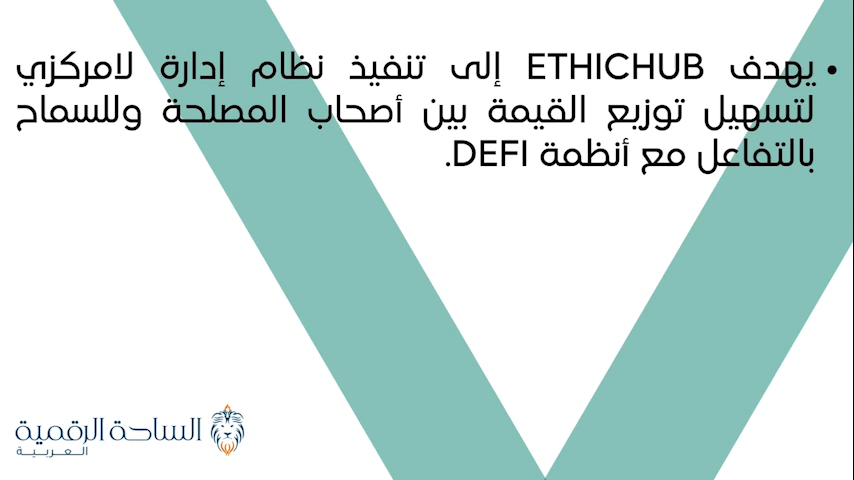 • يهدف ETHICHUB إلى تنفيذ نظام إدارة لامركزي
لتسهيل توزيع القيمة بين أصحاب المصلحة وللسماح
بالتفاعل مع أنظمة DEFI.
الساحة الرقمية
العربية